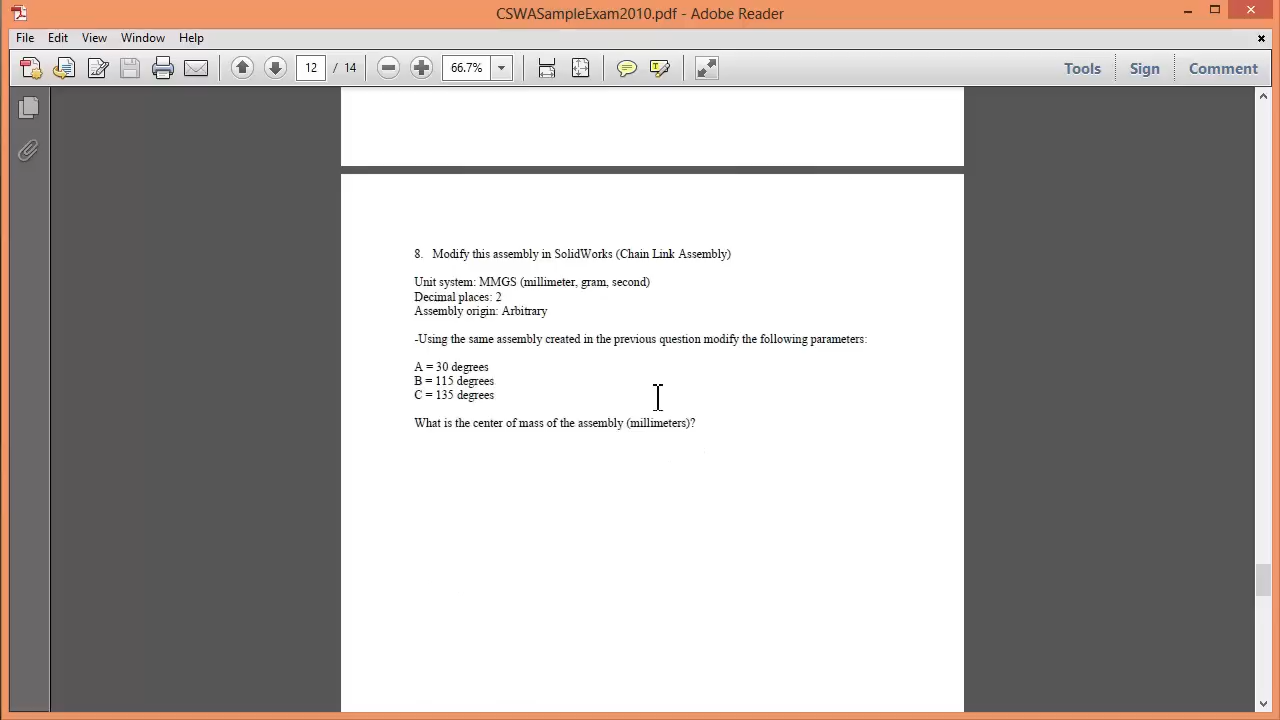 CSWASampleExam2010.pdf - Adobe Reader
File Edit View Window Help
12 / 14 66.7% Tools Sign Comment
8. Modify this assembly in SolidWorks (Chain Link Assembly)
Unit system: MMGS (millimeter, gram, second)
Decimal places: 2
Assembly origin: Arbitrary
-Using the same assembly created in the previous question modify the following parameters:
A = 30 degrees
B = 115 degrees
C = 135 degrees
What is the center of mass of the assembly (millimeters)?